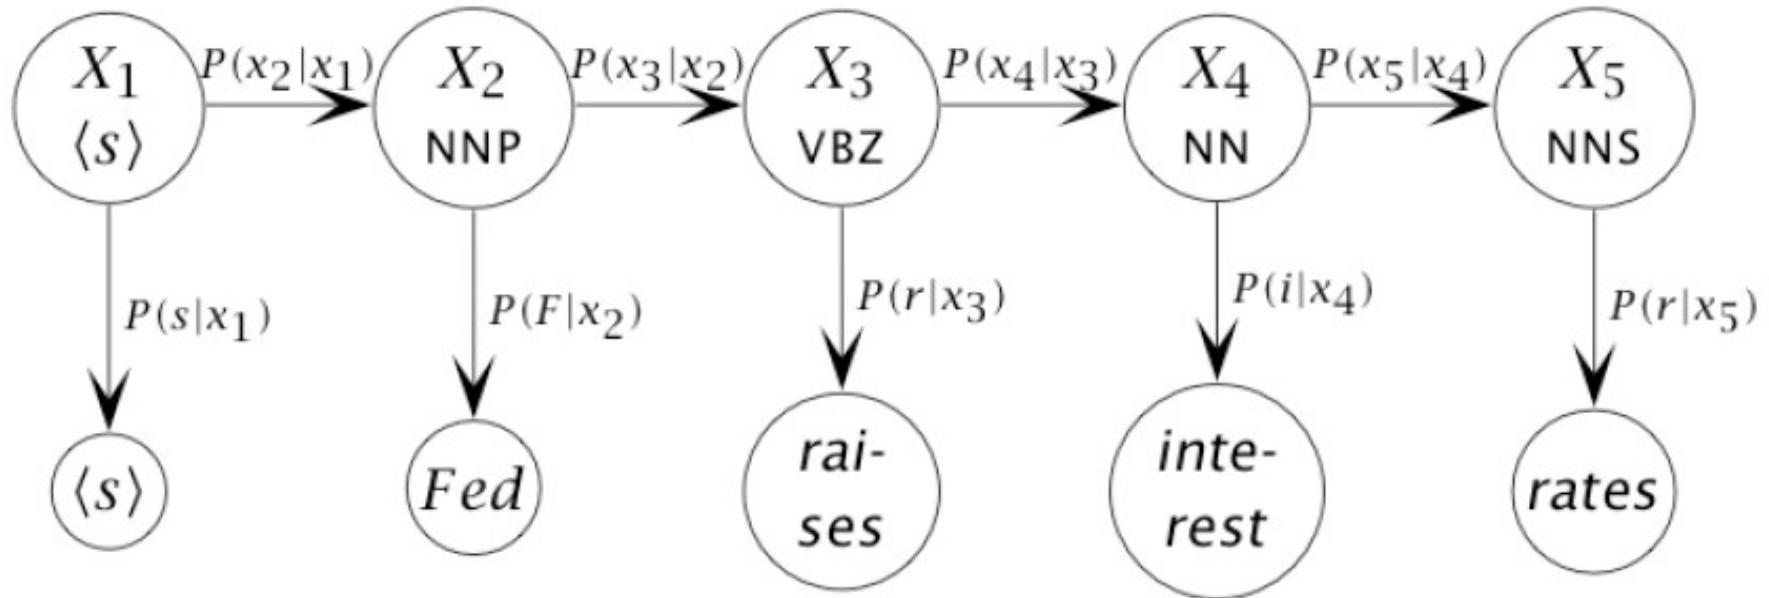 X1 P(x2|x1) X2 P(x3|x2) X3 P(x4|x3) X4 P(x5|x4) X5
⟨s⟩ NNP VBZ NN NNS
P(s|x1) P(F|x2) P(r|x3) P(i|x4) P(r|x5)
⟨s⟩ Fed rai- inte- rates
ses rest